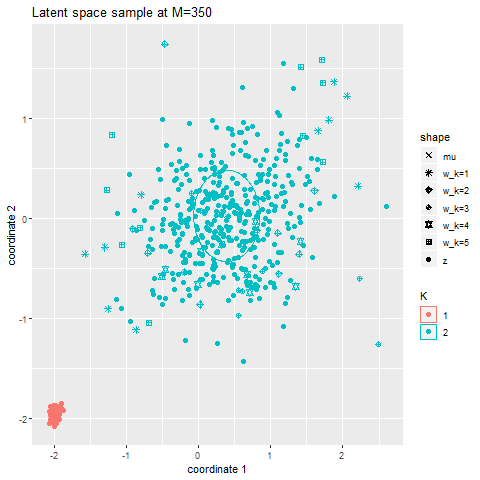 Latent space sample at M=350
coordinate 2
1
0
-1
-2
-2
-1
0
1
2
coordinate 1
shape
mu
w_k=1
w_k=2
w_k=3
w_k=4
w_k=5
z
K
1
2